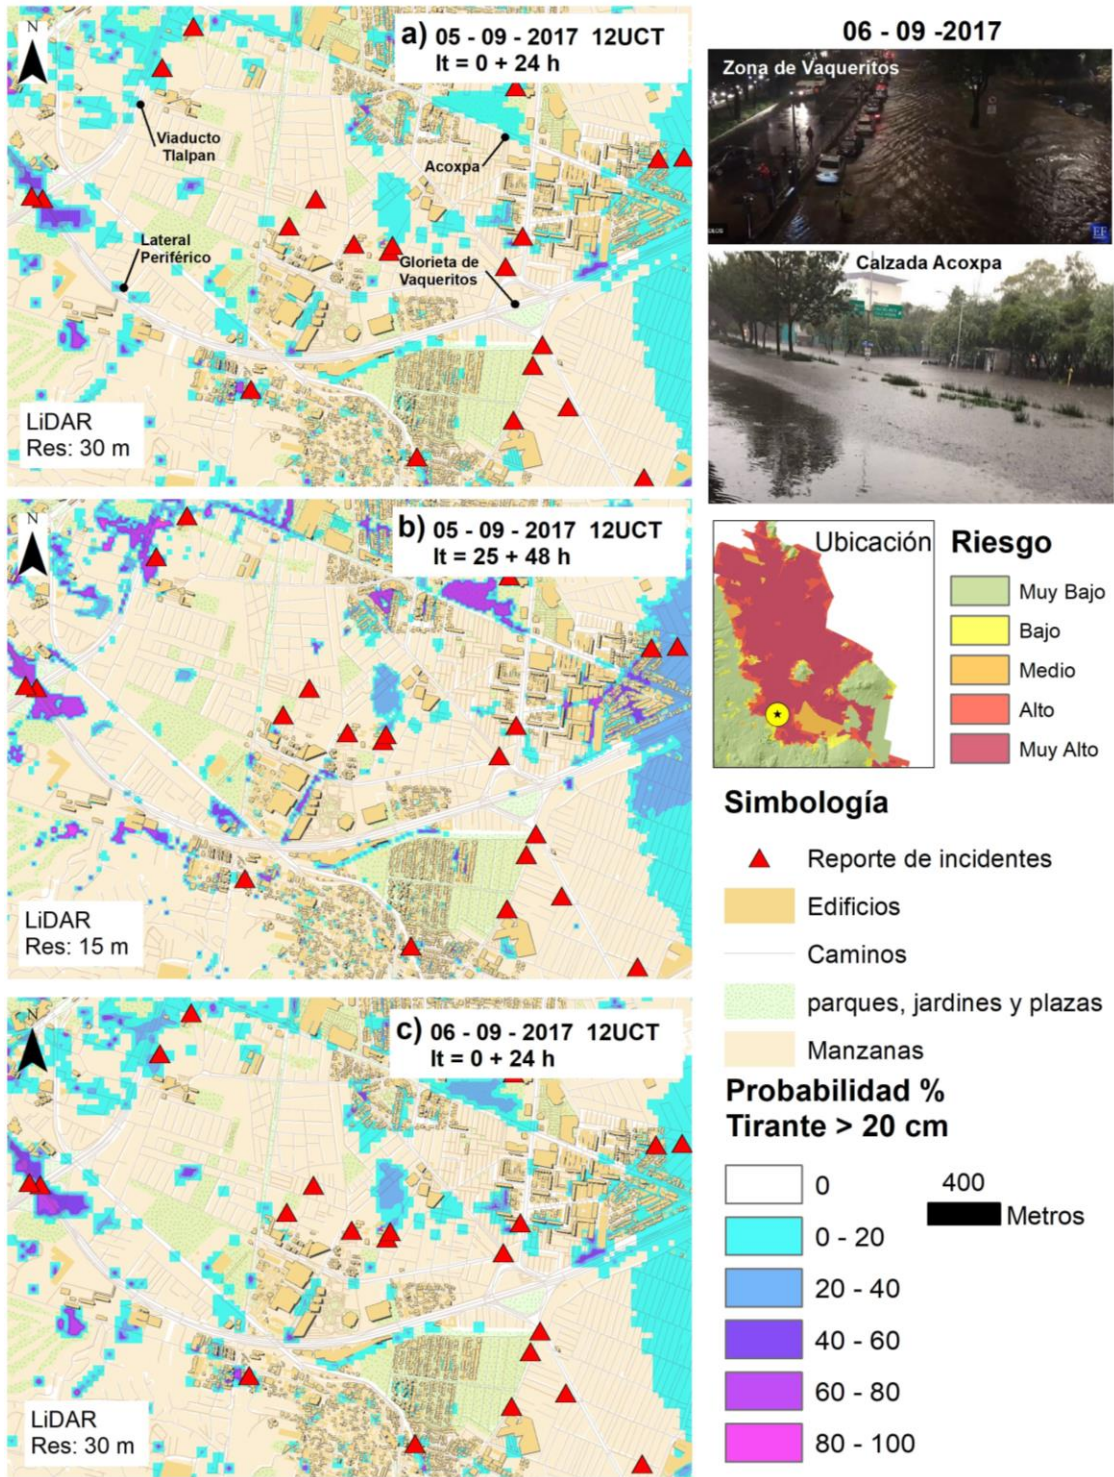 N
a) 05 - 09 - 2017 12UCT
It = 0 + 24 h
Viaducto
Tlalpan
Acoxpa
Lateral
Periférico
Glorieta de
Vaqueritos
LiDAR
Res: 30 m
N
b) 05 - 09 - 2017 12UCT
It = 25 + 48 h
LiDAR
Res: 15 m
N
c) 06 - 09 - 2017 12UCT
It = 0 + 24 h
LiDAR
Res: 30 m
06 - 09 -2017
Zona de Vaqueritos
EF
Calzada Acoxpa
Ubicación
Riesgo
Muy Bajo
Bajo
Medio
Alto
Muy Alto
Simbología
Reporte de incidentes
Edificios
Caminos
parques, jardines y plazas
Manzanas
Probabilidad %
Tirante > 20 cm
0
0 - 20
20 - 40
40 - 60
60 - 80
80 - 100
400
Metros